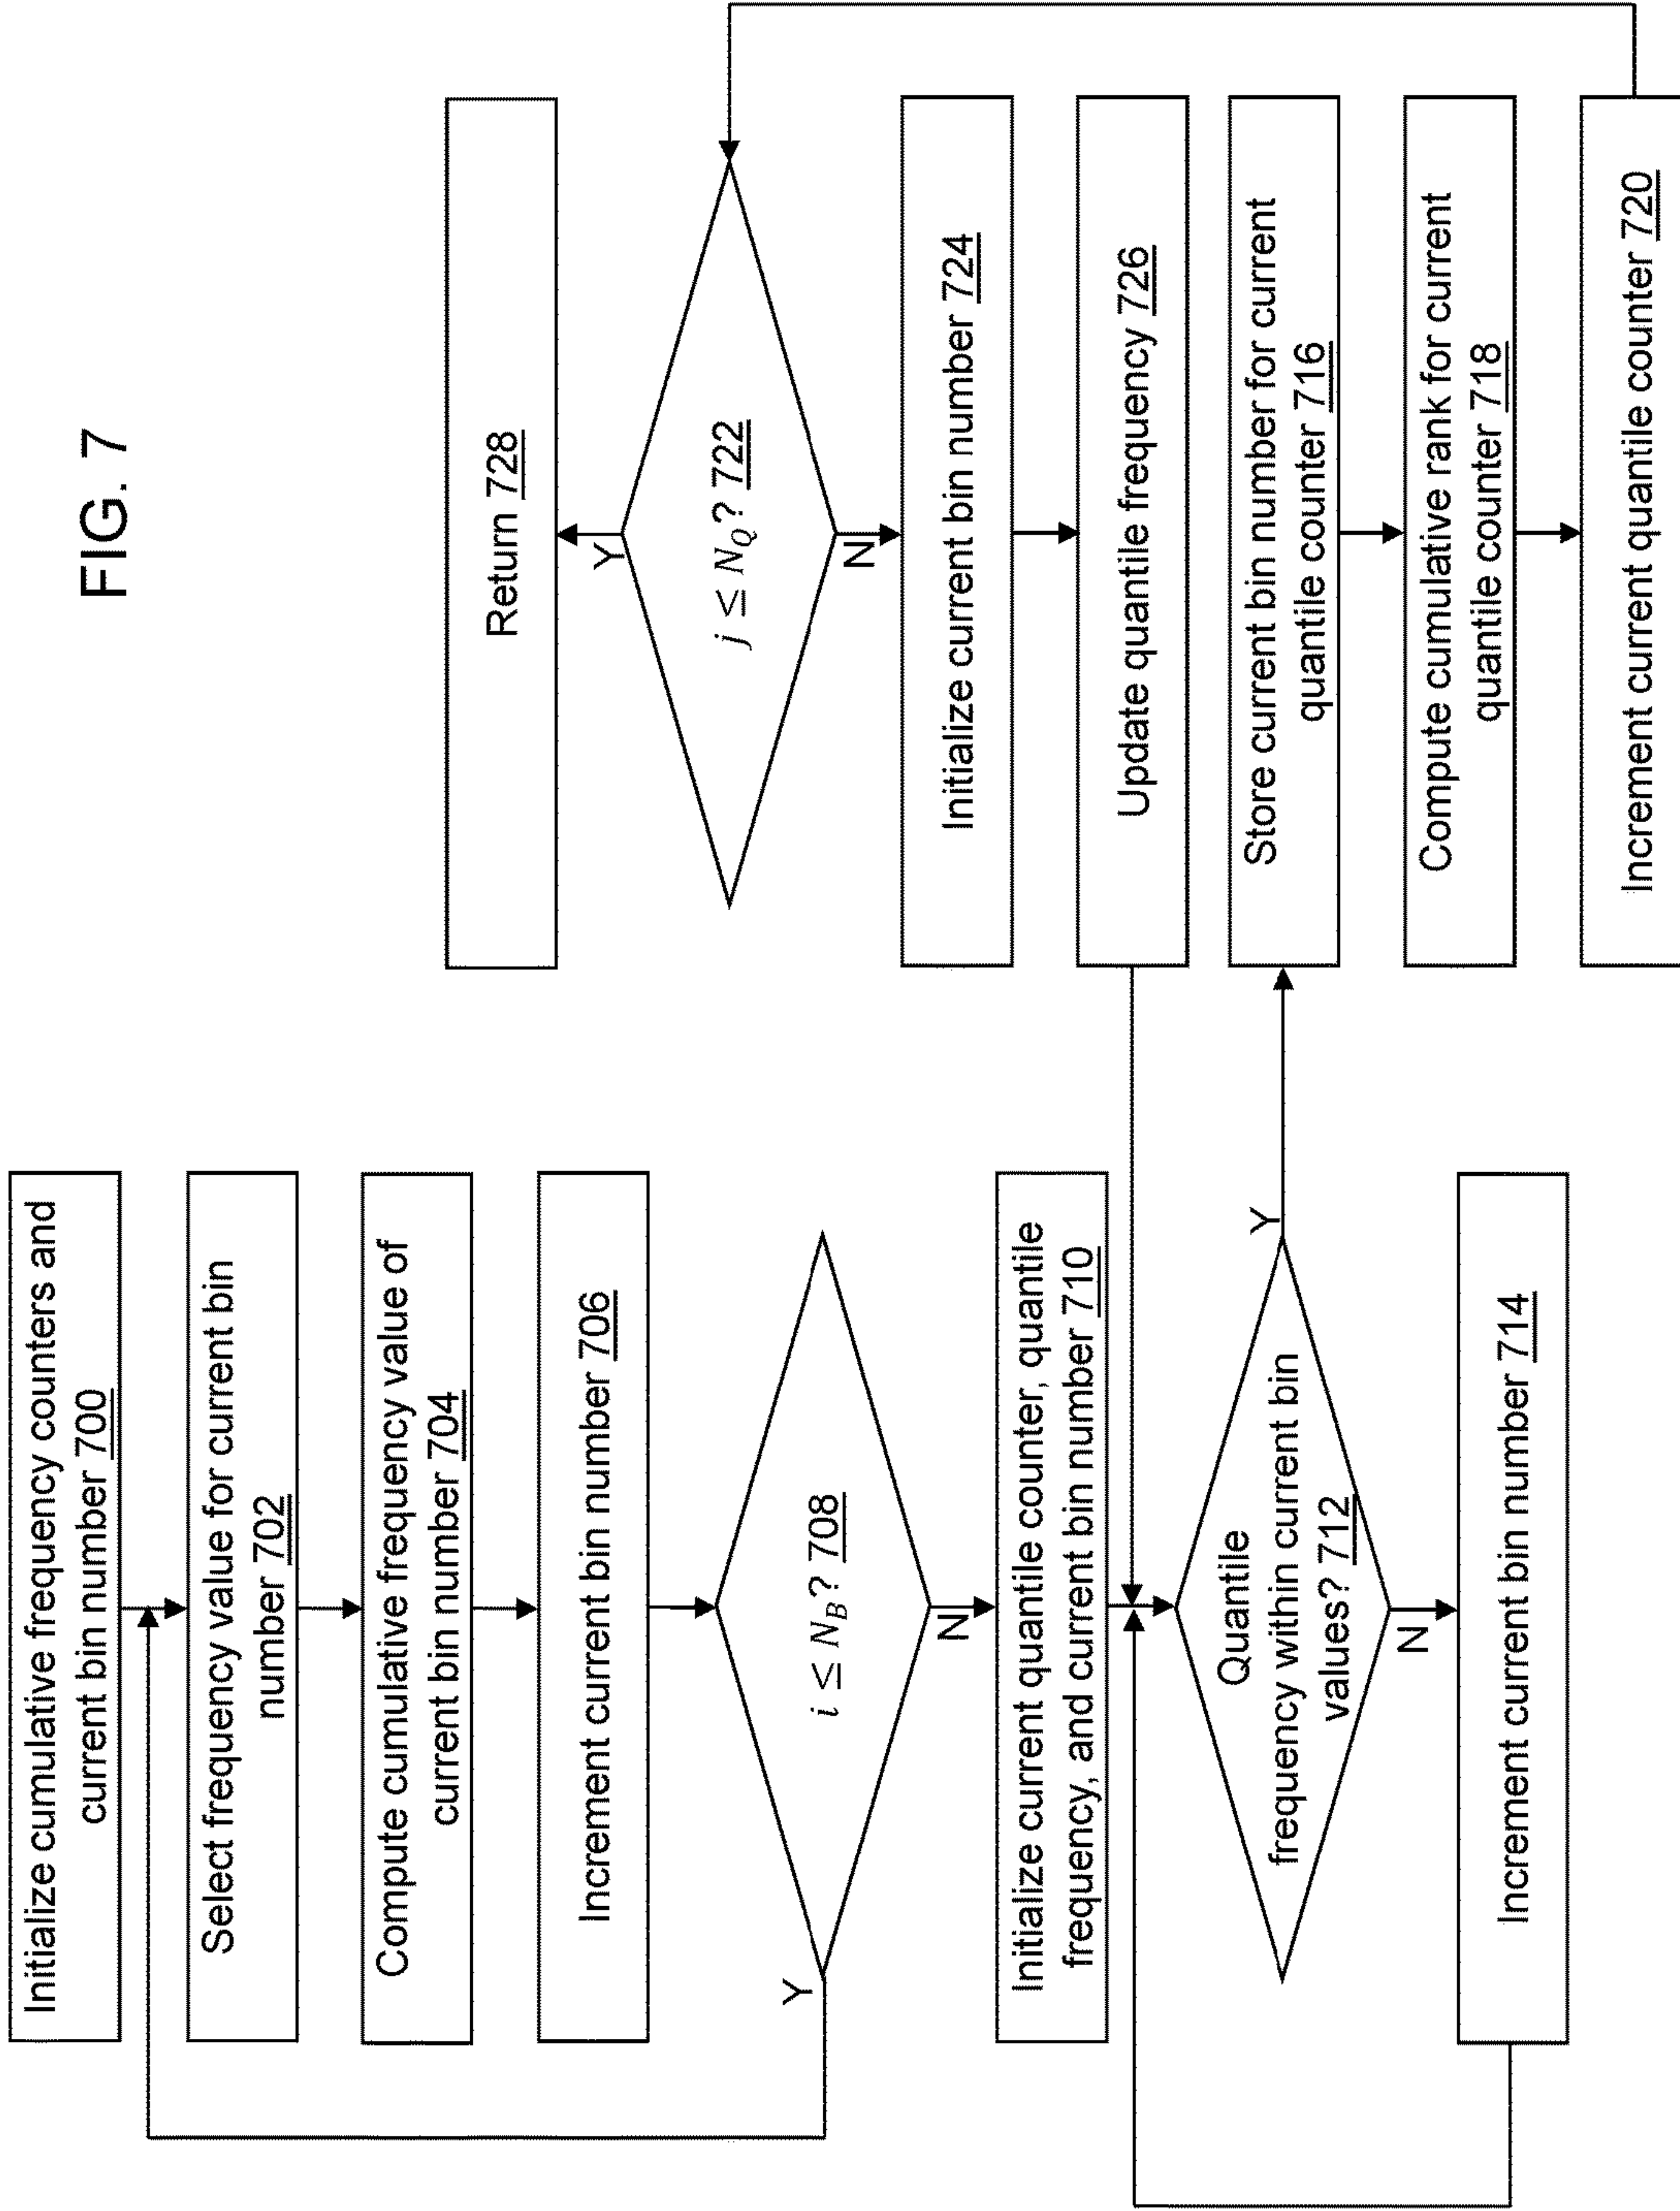 FIG. 7
Initialize cumulative frequency counters and
current bin number 700
Select frequency value for current bin
number 702
Compute cumulative frequency value of
current bin number 704
Increment current bin number 706
i ≤ N_B? 708
Y
N
Initialize current quantile counter, quantile
frequency, and current bin number 710
Quantile
frequency within current bin
values? 712
Y
N
Increment current bin number 714
Return 728
Y
j ≤ N_Q? 722
N
Initialize current bin number 724
Update quantile frequency 726
Store current bin number for current
quantile counter 716
Compute cumulative rank for current
quantile counter 718
Increment current quantile counter 720